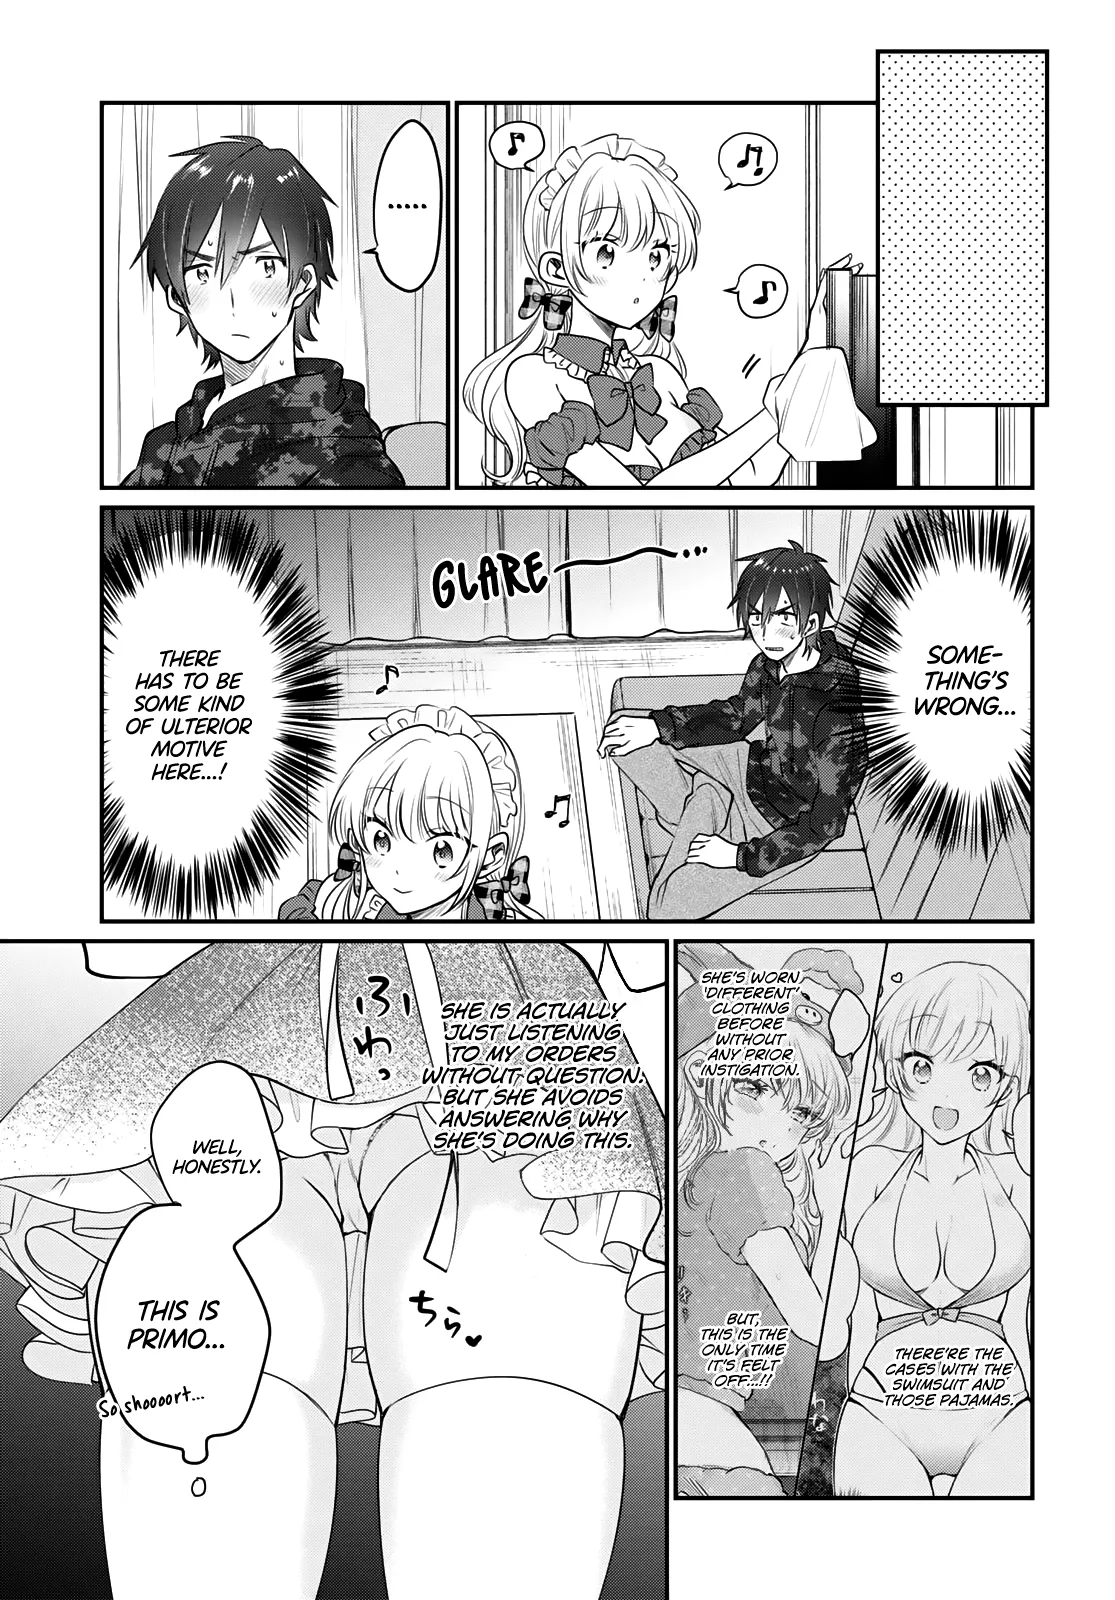 ......
GLARE
SOME-
THING'S
WRONG...
THERE
HAS TO BE
SOME KIND
OF ULTERIOR
MOTIVE
HERE...!
SHE'S WORN
'DIFFERENT'
CLOTHING
BEFORE
WITHOUT
ANY PRIOR
INSTIGATION.
THERE'RE THE
CASES WITH THE
SWIMSUIT AND
THOSE PAJAMAS.
BUT,
THIS IS THE
ONLY TIME
IT'S FELT
OFF...!!
SHE IS ACTUALLY
JUST LISTENING
TO MY ORDERS
WITHOUT QUESTION.
BUT SHE AVOIDS
ANSWERING WHY
SHE'S DOING THIS.
ふわっ
ちら
WELL,
HONESTLY.
THIS IS
PRIMO...
So shoooort...